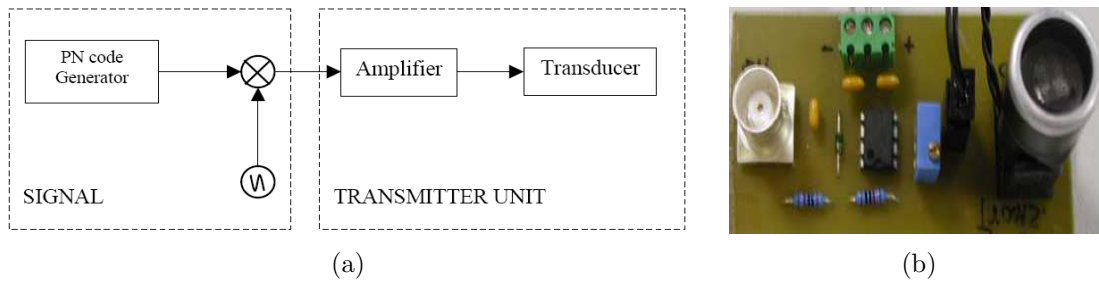 PN code
Generator
Amplifier
Transducer
SIGNAL
TRANSMITTER UNIT
- +
(a)
(b)